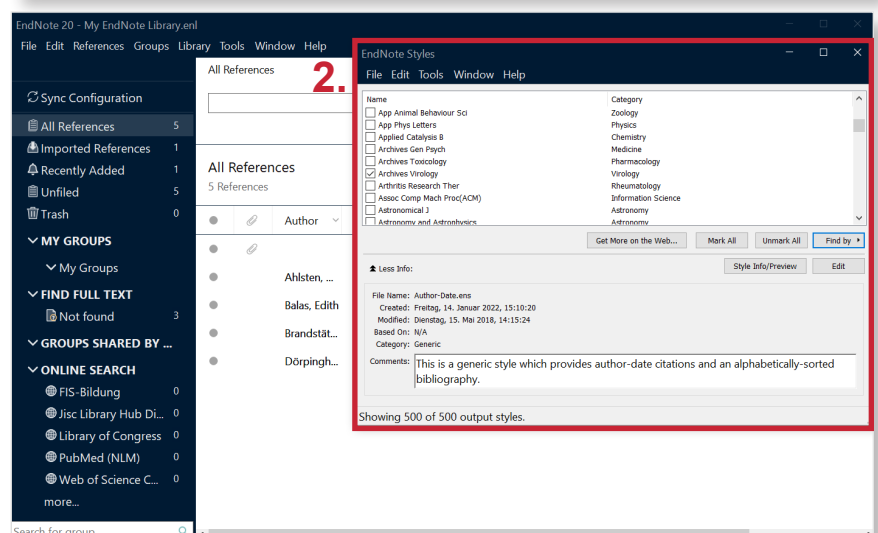 EndNote 20 - My EndNote Library.enl
File Edit References Groups Library Tools Window Help
Sync Configuration
All References 5
Imported References 1
Recently Added 1
Unfiled 5
Trash 0
MY GROUPS
My Groups
FIND FULL TEXT
Not found 3
GROUPS SHARED BY ...
ONLINE SEARCH
FIS-Bildung 0
Jisc Library Hub Di... 0
Library of Congress 0
PubMed (NLM) 0
Web of Science C... 0
more...
Search for group
All References
2.
All References
5 References
Author
Ahlsten, ...
Balas, Edith
Brandstät...
Dörpingh...
EndNote Styles
File Edit Tools Window Help
Name Category
App Animal Behaviour Sci Zoology
App Phys Letters Physics
Applied Catalysis B Chemistry
Archives Gen Psych Medicine
Archives Toxicology Pharmacology
Archives Virology Virology
Arthritis Research Ther Rheumatology
Assoc Comp Mach Proc(ACM) Information Science
Astronomical J Astronomy
Astronomy and Astrophysics Astronomy
Get More on the Web... Mark All Unmark All Find by
Less Info: Style Info/Preview Edit
File Name: Author-Date.ens
Created: Freitag, 14. Januar 2022, 15:10:20
Modified: Dienstag, 15. Mai 2018, 14:15:24
Based On: N/A
Category: Generic
Comments: This is a generic style which provides author-date citations and an alphabetically-sorted
bibliography.
Showing 500 of 500 output styles.